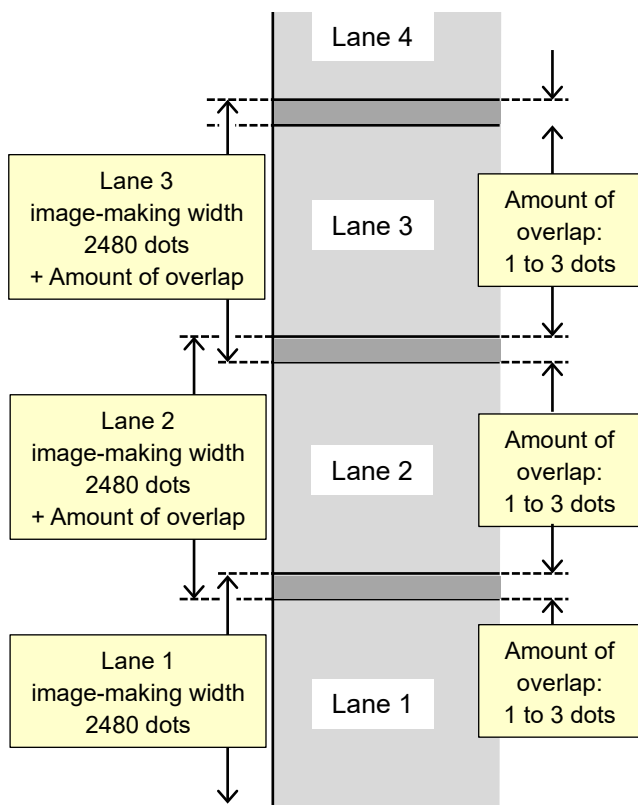 Lane 4
Lane 3
image-making width
2480 dots
+ Amount of overlap
Lane 3
Amount of
overlap:
1 to 3 dots
Lane 2
image-making width
2480 dots
+ Amount of overlap
Lane 2
Amount of
overlap:
1 to 3 dots
Lane 1
image-making width
2480 dots
Lane 1
Amount of
overlap:
1 to 3 dots